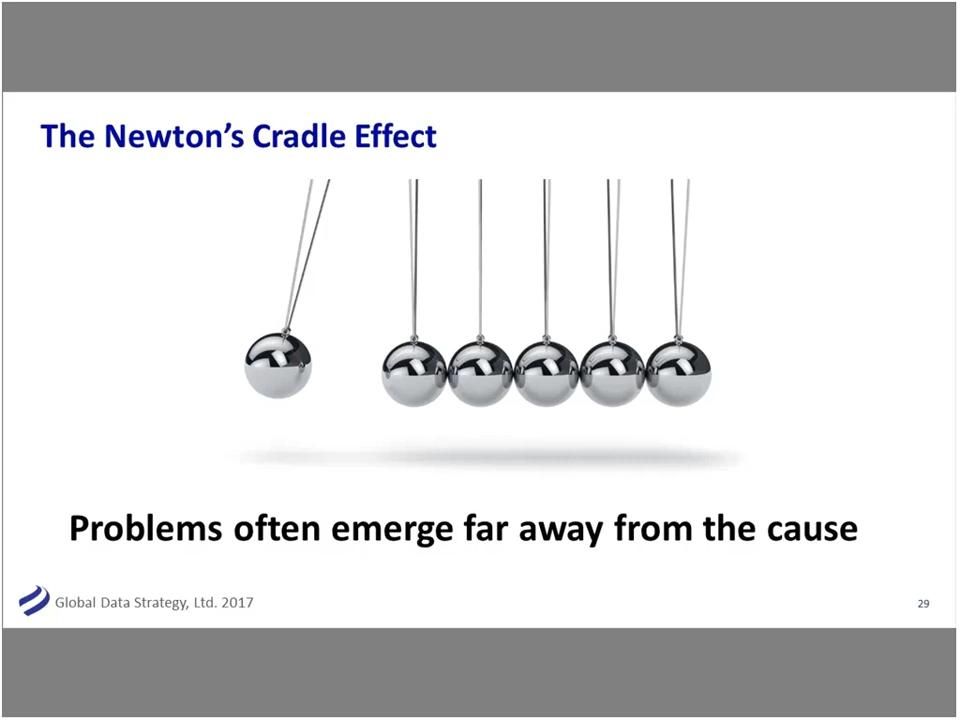 The Newton’s Cradle Effect
Problems often emerge far away from the cause
Global Data Strategy, Ltd. 2017
29